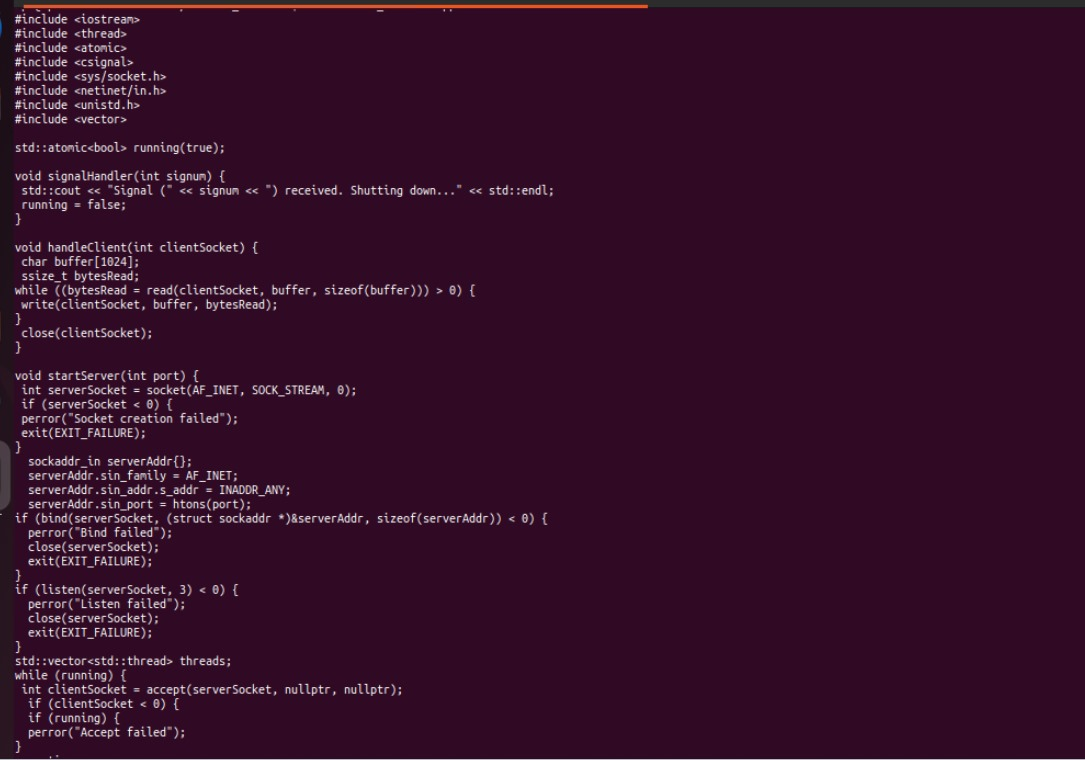 #include <iostream>
#include <thread>
#include <atomic>
#include <csignal>
#include <sys/socket.h>
#include <netinet/in.h>
#include <unistd.h>
#include <vector>

std::atomic<bool> running(true);

void signalHandler(int signum) {
 std::cout << "Signal (" << signum << ") received. Shutting down..." << std::endl;
 running = false;
}

void handleClient(int clientSocket) {
 char buffer[1024];
 ssize_t bytesRead;
while ((bytesRead = read(clientSocket, buffer, sizeof(buffer))) > 0) {
 write(clientSocket, buffer, bytesRead);
}
 close(clientSocket);
}

void startServer(int port) {
 int serverSocket = socket(AF_INET, SOCK_STREAM, 0);
 if (serverSocket < 0) {
 perror("Socket creation failed");
 exit(EXIT_FAILURE);
}
  sockaddr_in serverAddr{};
  serverAddr.sin_family = AF_INET;
  serverAddr.sin_addr.s_addr = INADDR_ANY;
  serverAddr.sin_port = htons(port);
if (bind(serverSocket, (struct sockaddr *)&serverAddr, sizeof(serverAddr)) < 0) {
  perror("Bind failed");
  close(serverSocket);
  exit(EXIT_FAILURE);
}
if (listen(serverSocket, 3) < 0) {
  perror("Listen failed");
  close(serverSocket);
  exit(EXIT_FAILURE);
}
std::vector<std::thread> threads;
while (running) {
 int clientSocket = accept(serverSocket, nullptr, nullptr);
  if (clientSocket < 0) {
  if (running) {
  perror("Accept failed");
}